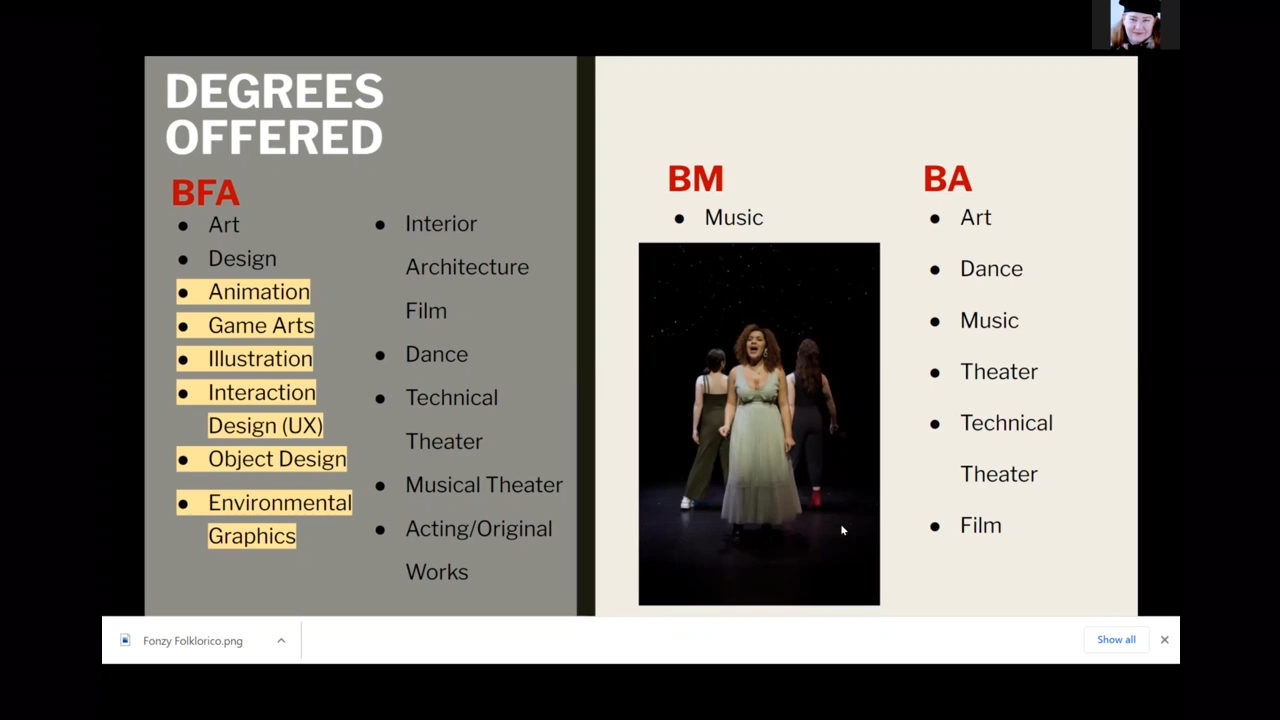 DEGREES
OFFERED
BFA
● Art
● Design
● Animation
● Game Arts
● Illustration
● Interaction
Design (UX)
● Object Design
● Environmental
Graphics
● Interior
Architecture
Film
● Dance
● Technical
Theater
● Musical Theater
● Acting/Original
Works
BM
● Music
BA
● Art
● Dance
● Music
● Theater
● Technical
Theater
● Film
Fonzy Folklorico.png
Show all